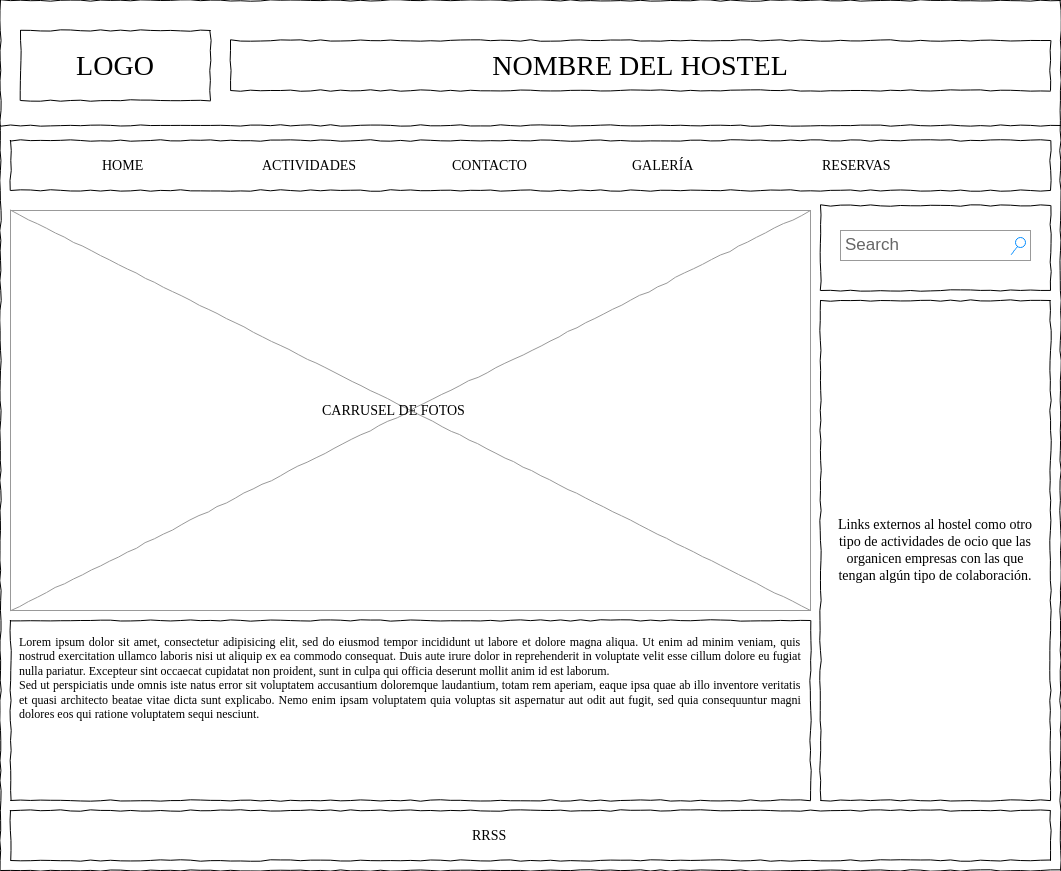 LOGO
NOMBRE DEL HOSTEL
HOME ACTIVIDADES CONTACTO GALERÍA RESERVAS
Search
CARRUSEL DE FOTOS
Links externos al hostel como otro
tipo de actividades de ocio que las
organicen empresas con las que
tengan algún tipo de colaboración.
Lorem ipsum dolor sit amet, consectetur adipisicing elit, sed do eiusmod tempor incididunt ut labore et dolore magna aliqua. Ut enim ad minim veniam, quis
nostrud exercitation ullamco laboris nisi ut aliquip ex ea commodo consequat. Duis aute irure dolor in reprehenderit in voluptate velit esse cillum dolore eu fugiat
nulla pariatur. Excepteur sint occaecat cupidatat non proident, sunt in culpa qui officia deserunt mollit anim id est laborum.
Sed ut perspiciatis unde omnis iste natus error sit voluptatem accusantium doloremque laudantium, totam rem aperiam, eaque ipsa quae ab illo inventore veritatis
et quasi architecto beatae vitae dicta sunt explicabo. Nemo enim ipsam voluptatem quia voluptas sit aspernatur aut odit aut fugit, sed quia consequuntur magni
dolores eos qui ratione voluptatem sequi nesciunt.
RRSS